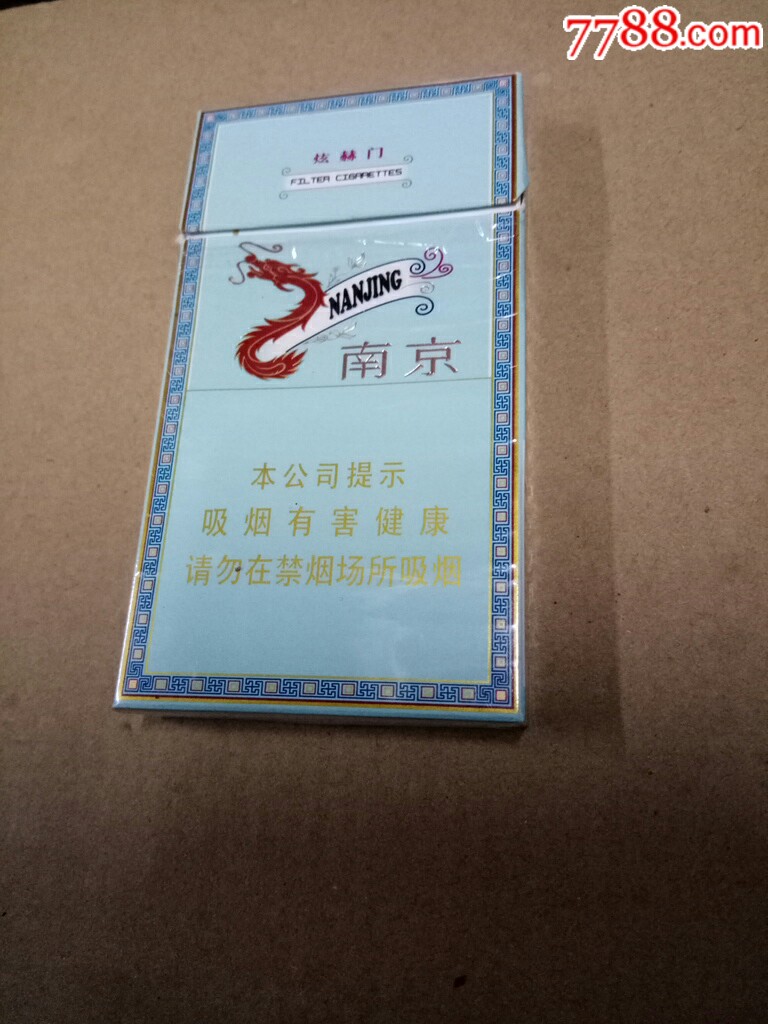 7788.com
炫赫门
FILTER CIGARETTES
NANJING
南京
本公司提示
吸烟有害健康
请勿在禁烟场所吸烟